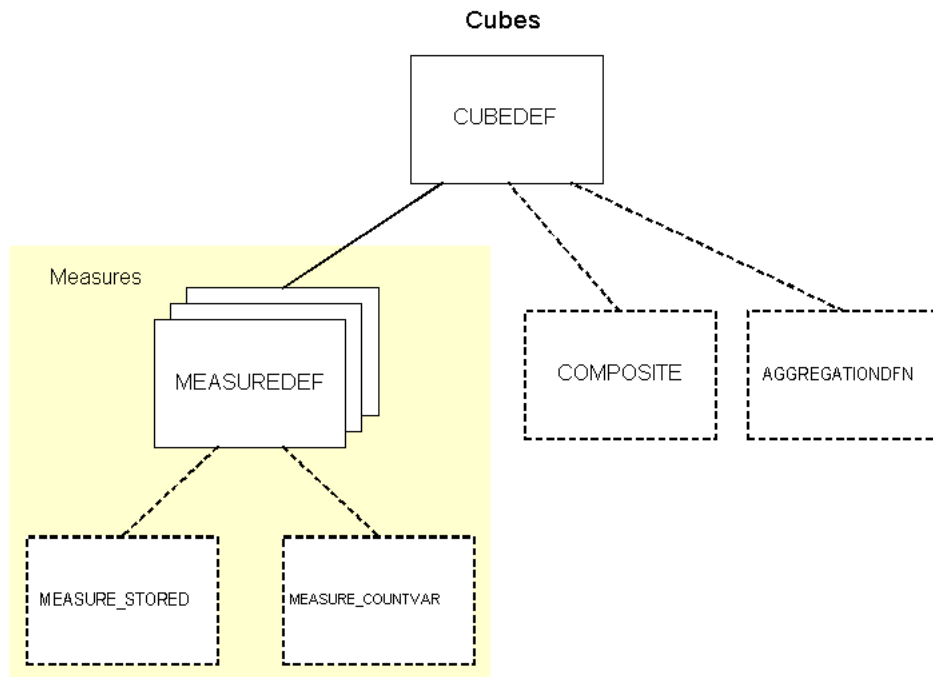 Cubes
CUBEDEF
Measures
MEASUREDEF
COMPOSITE
AGGREGATIONDFN
MEASURE_STORED
MEASURE_COUNTVAR